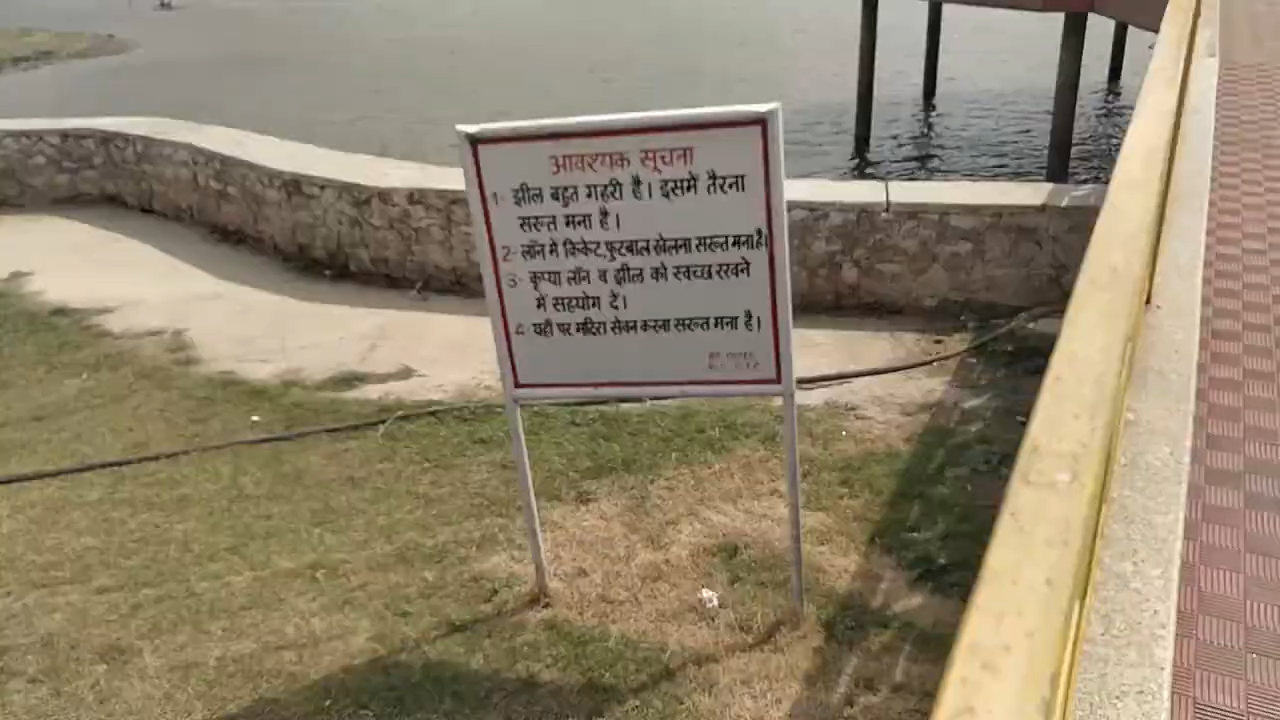 आवश्यक सूचना
1- झील बहुत गहरी है। इसमें तैरना
सख्त मना है।
2- लॉन में क्रिकेट,फुटबाल खेलना सख्त मना है।
3- कृप्या लॉन व झील को स्वच्छ रखने
में सहयोग दें।
4- यहाँ पर मदिरा सेवन करना सख्त मना है।